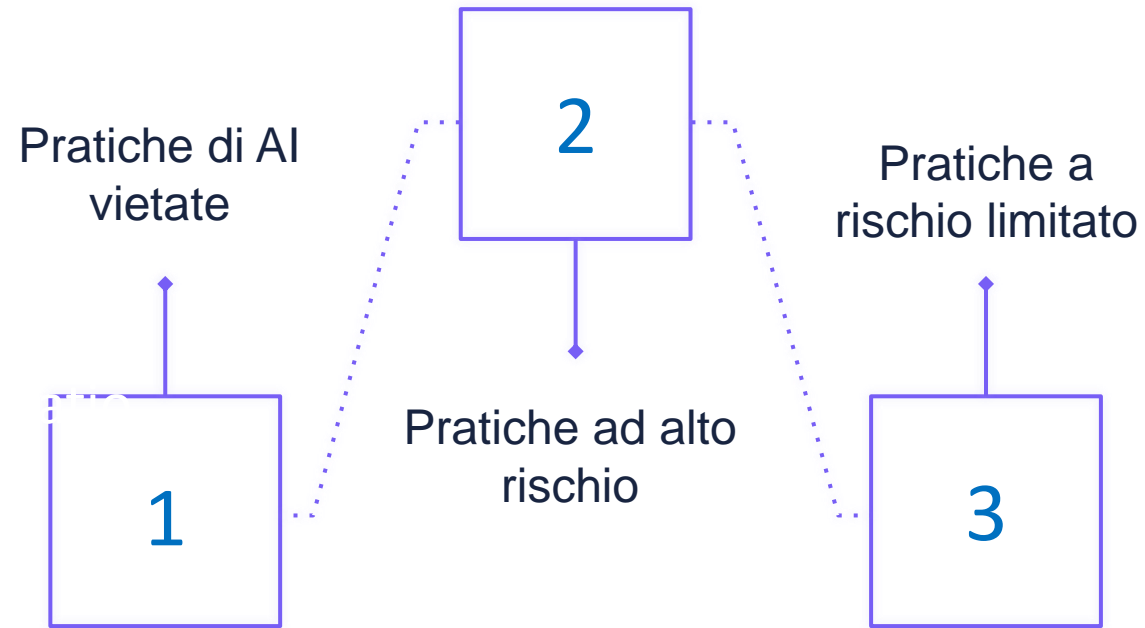 Pratiche di AI
vietate
1
2
Pratiche ad alto
rischio
Pratiche a
rischio limitato
3